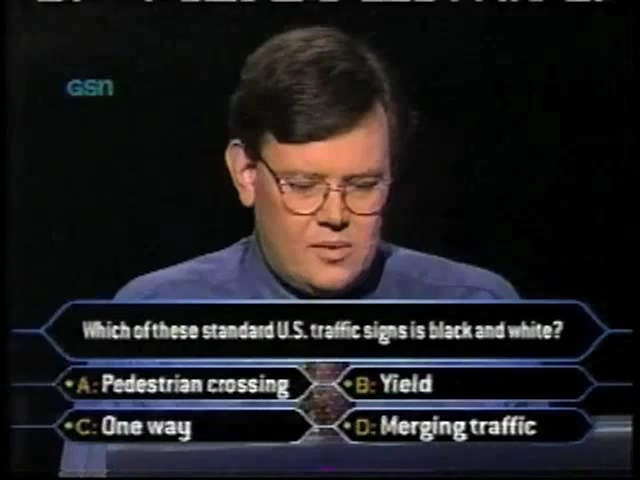 GSN
Which of these standard U.S. traffic signs is black and white?
A: Pedestrian crossing
B: Yield
C: One way
D: Merging traffic